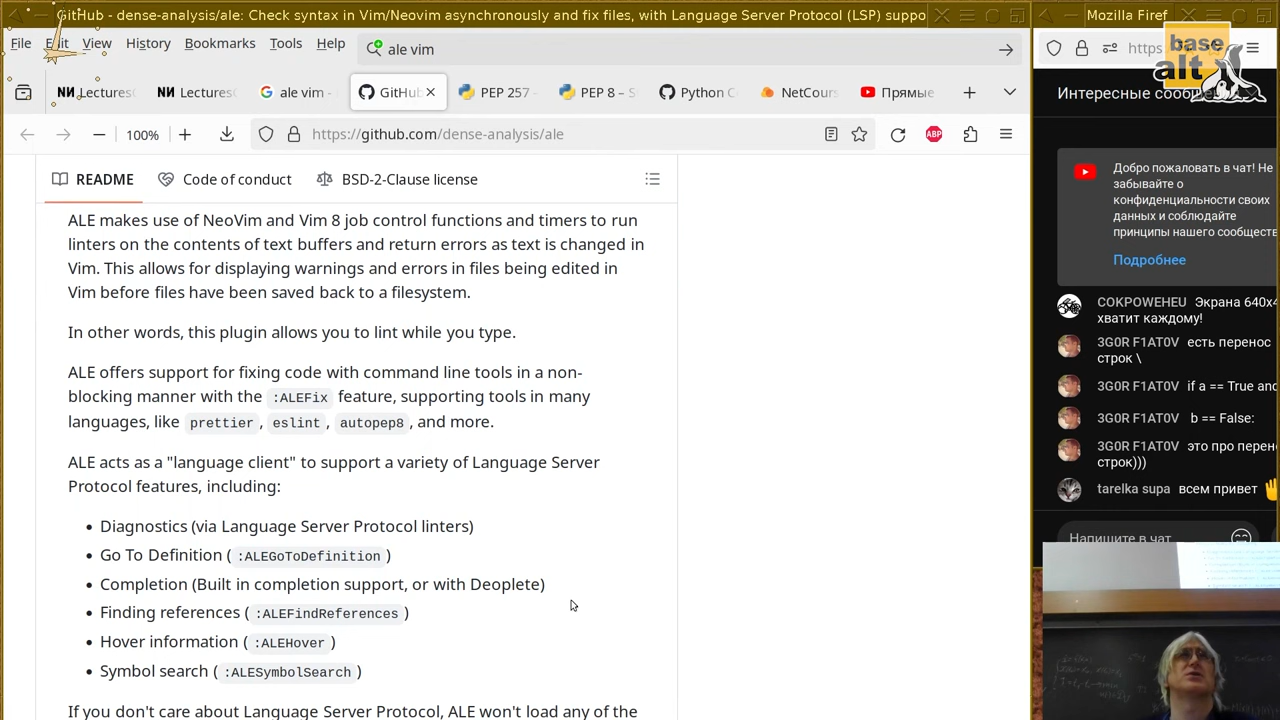 GitHub - dense-analysis/ale: Check syntax in Vim/Neovim asynchronously and fix files, with Language Server Protocol (LSP) suppo
Mozilla Firef
File Edit View History Bookmarks Tools Help
ale vim
Lectures
LecturesC
ale vim -
GitHub
PEP 257 -
PEP 8 – S
Python C
NetCours
Прямые
100%
https://github.com/dense-analysis/ale
ABP
README
Code of conduct
BSD-2-Clause license
ALE makes use of NeoVim and Vim 8 job control functions and timers to run
linters on the contents of text buffers and return errors as text is changed in
Vim. This allows for displaying warnings and errors in files being edited in
Vim before files have been saved back to a filesystem.
In other words, this plugin allows you to lint while you type.
ALE offers support for fixing code with command line tools in a non-
blocking manner with the :ALEFix feature, supporting tools in many
languages, like prettier, eslint, autopep8, and more.
ALE acts as a "language client" to support a variety of Language Server
Protocol features, including:
• Diagnostics (via Language Server Protocol linters)
• Go To Definition ( :ALEGoToDefinition )
• Completion (Built in completion support, or with Deoplete)
• Finding references ( :ALEFindReferences )
• Hover information ( :ALEHover )
• Symbol search ( :ALESymbolSearch )
If you don't care about Language Server Protocol, ALE won't load any of the
https
base
alt
Интересные сообщ
Добро пожаловать в чат! Не
забывайте о
конфиденциальности своих
данных и соблюдайте
принципы нашего сообщест
Подробнее
COKPOWEHEU Экрана 640x4
хватит каждому!
3G0R F1AT0V есть перенос
строк \
3G0R F1AT0V if a == True and
3G0R F1AT0V b == False:
3G0R F1AT0V это про перен
строк)))
tarelka supa всем привет
Напишите в чат